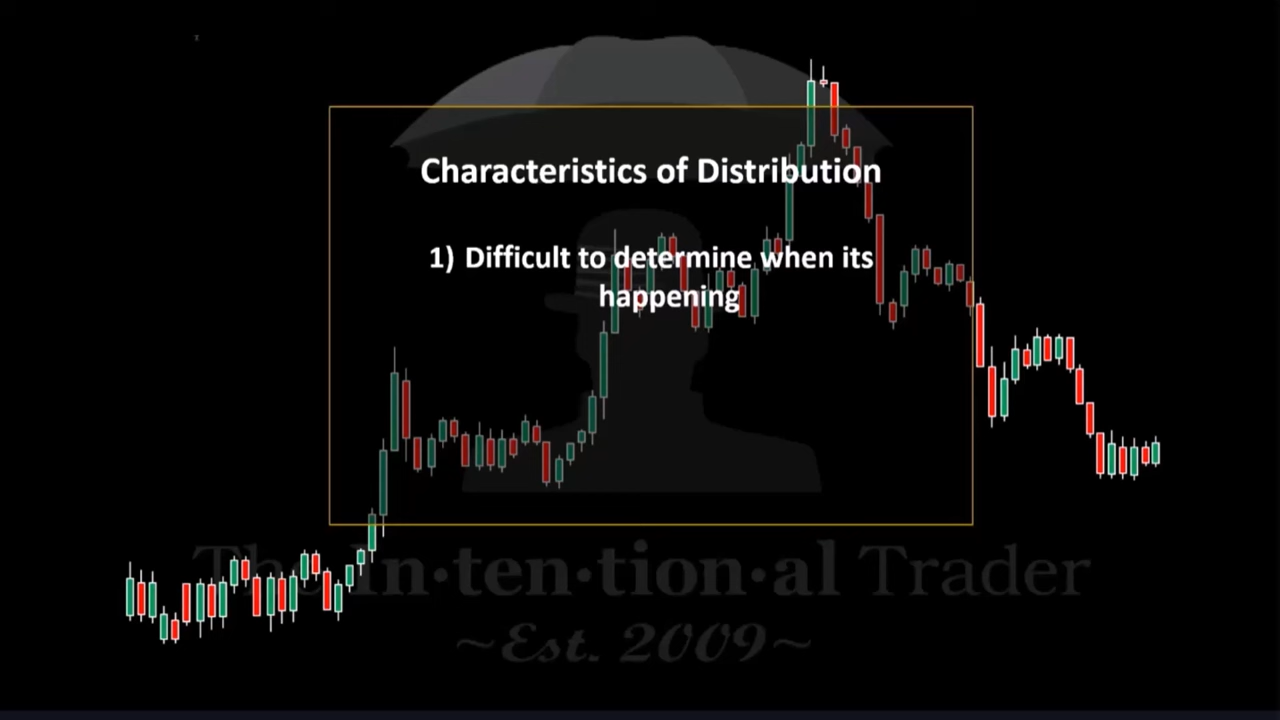 Characteristics of Distribution
1) Difficult to determine when its
happening
The In·ten·tion·al Trader
~Est. 2009~